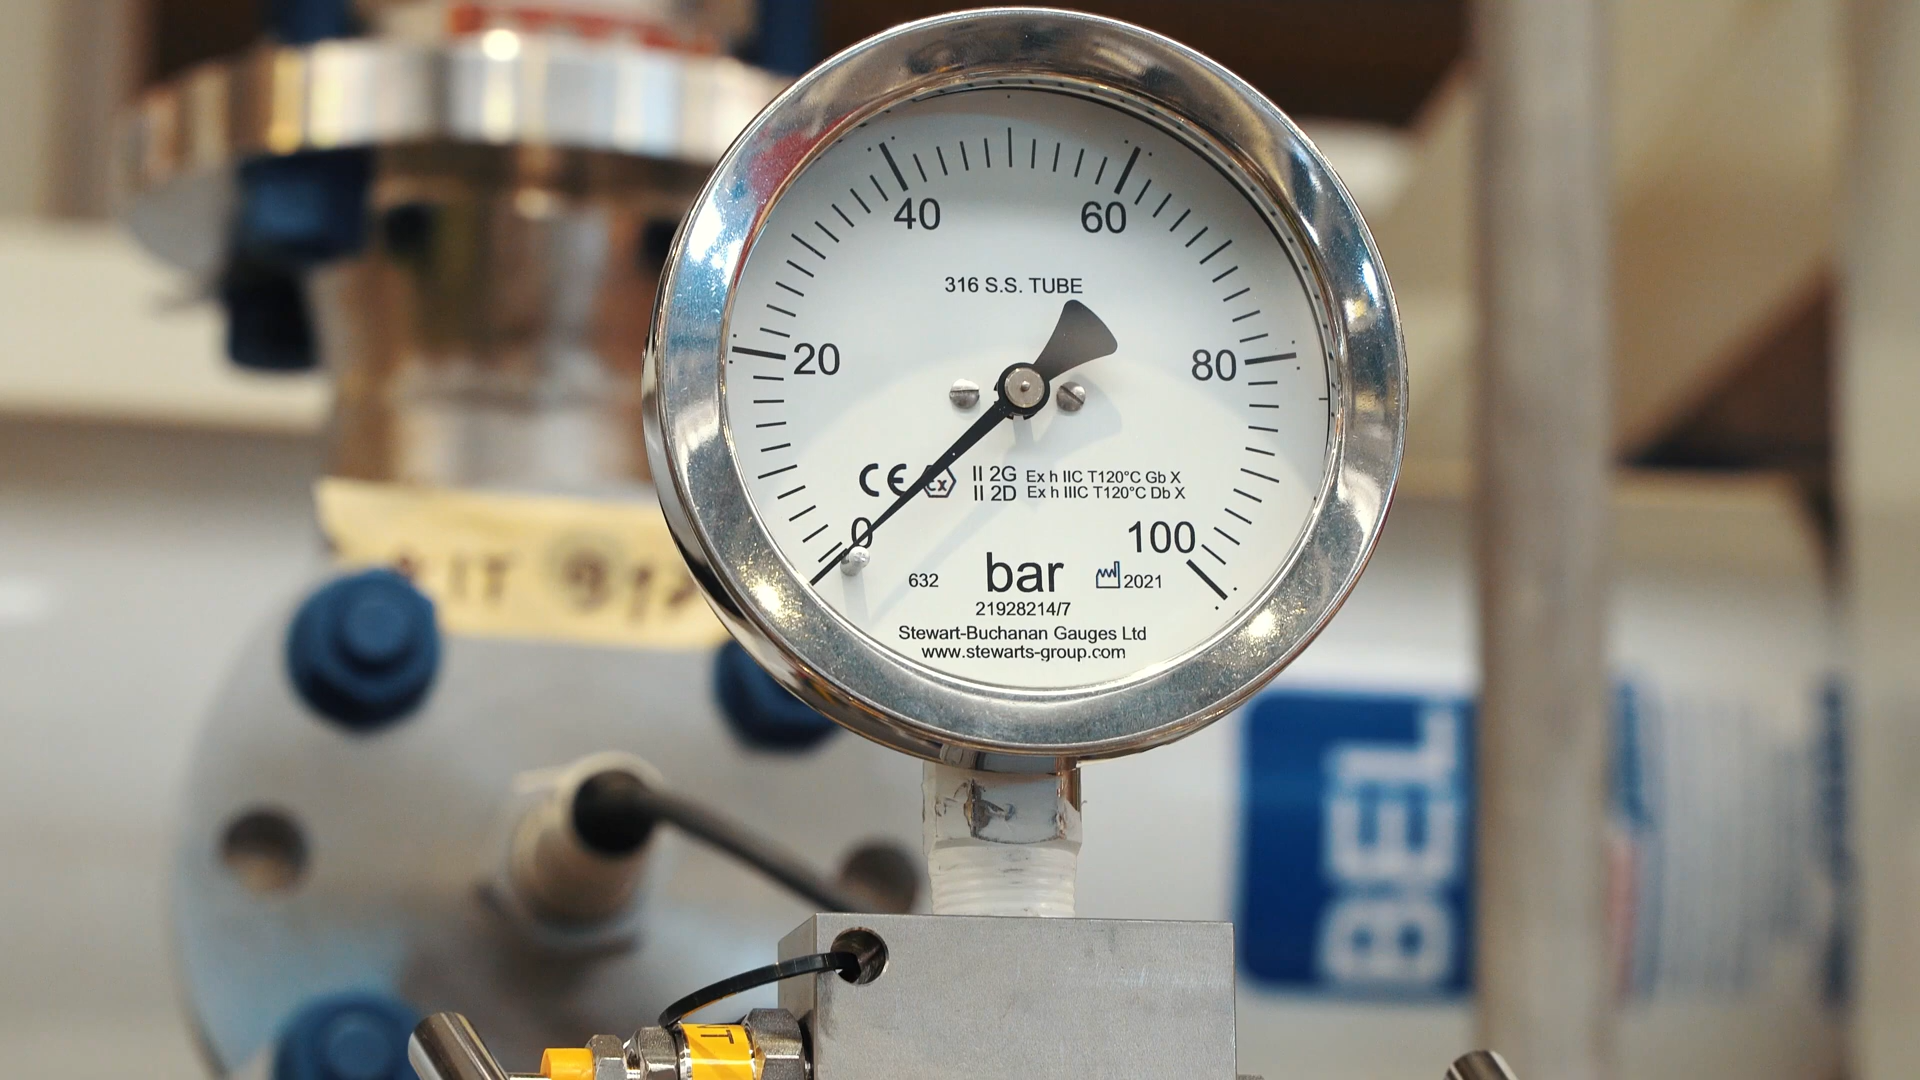 40 60
316 S.S. TUBE
20 80
CE Ex II 2G Ex h IIC T120°C Gb X
II 2D Ex h IIIC T120°C Db X
0 100
632 bar 2021
21928214/7
Stewart-Buchanan Gauges Ltd
www.stewarts-group.com
BEL